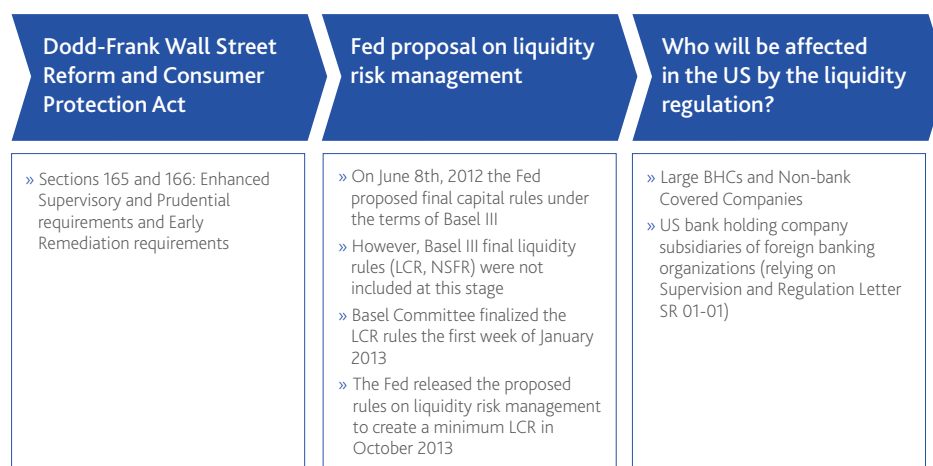 Dodd-Frank Wall Street
Reform and Consumer
Protection Act
» Sections 165 and 166: Enhanced
Supervisory and Prudential
requirements and Early
Remediation requirements
Fed proposal on liquidity
risk management
» On June 8th, 2012 the Fed
proposed final capital rules under
the terms of Basel III
» However, Basel III final liquidity
rules (LCR, NSFR) were not
included at this stage
» Basel Committee finalized the
LCR rules the first week of January
2013
» The Fed released the proposed
rules on liquidity risk management
to create a minimum LCR in
October 2013
Who will be affected
in the US by the liquidity
regulation?
» Large BHCs and Non-bank
Covered Companies
» US bank holding company
subsidiaries of foreign banking
organizations (relying on
Supervision and Regulation Letter
SR 01-01)